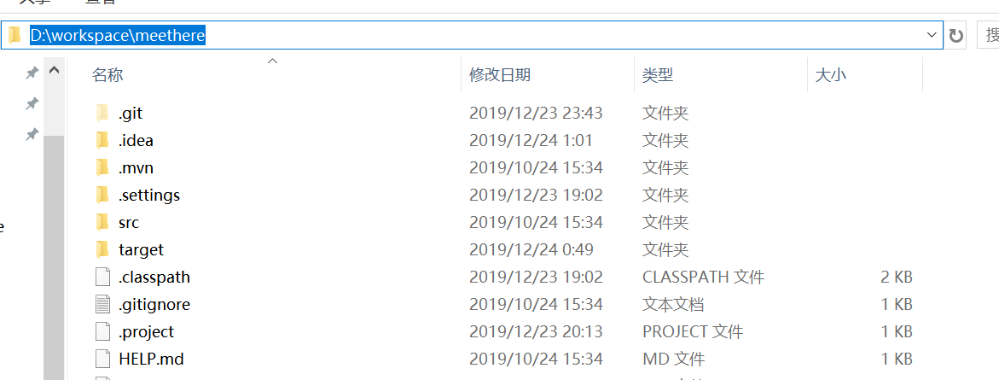 D:\workspace\meethere
名称 修改日期 类型 大小
.git 2019/12/23 23:43 文件夹
.idea 2019/12/24 1:01 文件夹
.mvn 2019/10/24 15:34 文件夹
.settings 2019/12/23 19:02 文件夹
src 2019/10/24 15:34 文件夹
target 2019/12/24 0:49 文件夹
.classpath 2019/12/23 19:02 CLASSPATH 文件 2 KB
.gitignore 2019/10/24 15:34 文本文档 1 KB
.project 2019/12/23 20:13 PROJECT 文件 1 KB
HELP.md 2019/10/24 15:34 MD 文件 1 KB